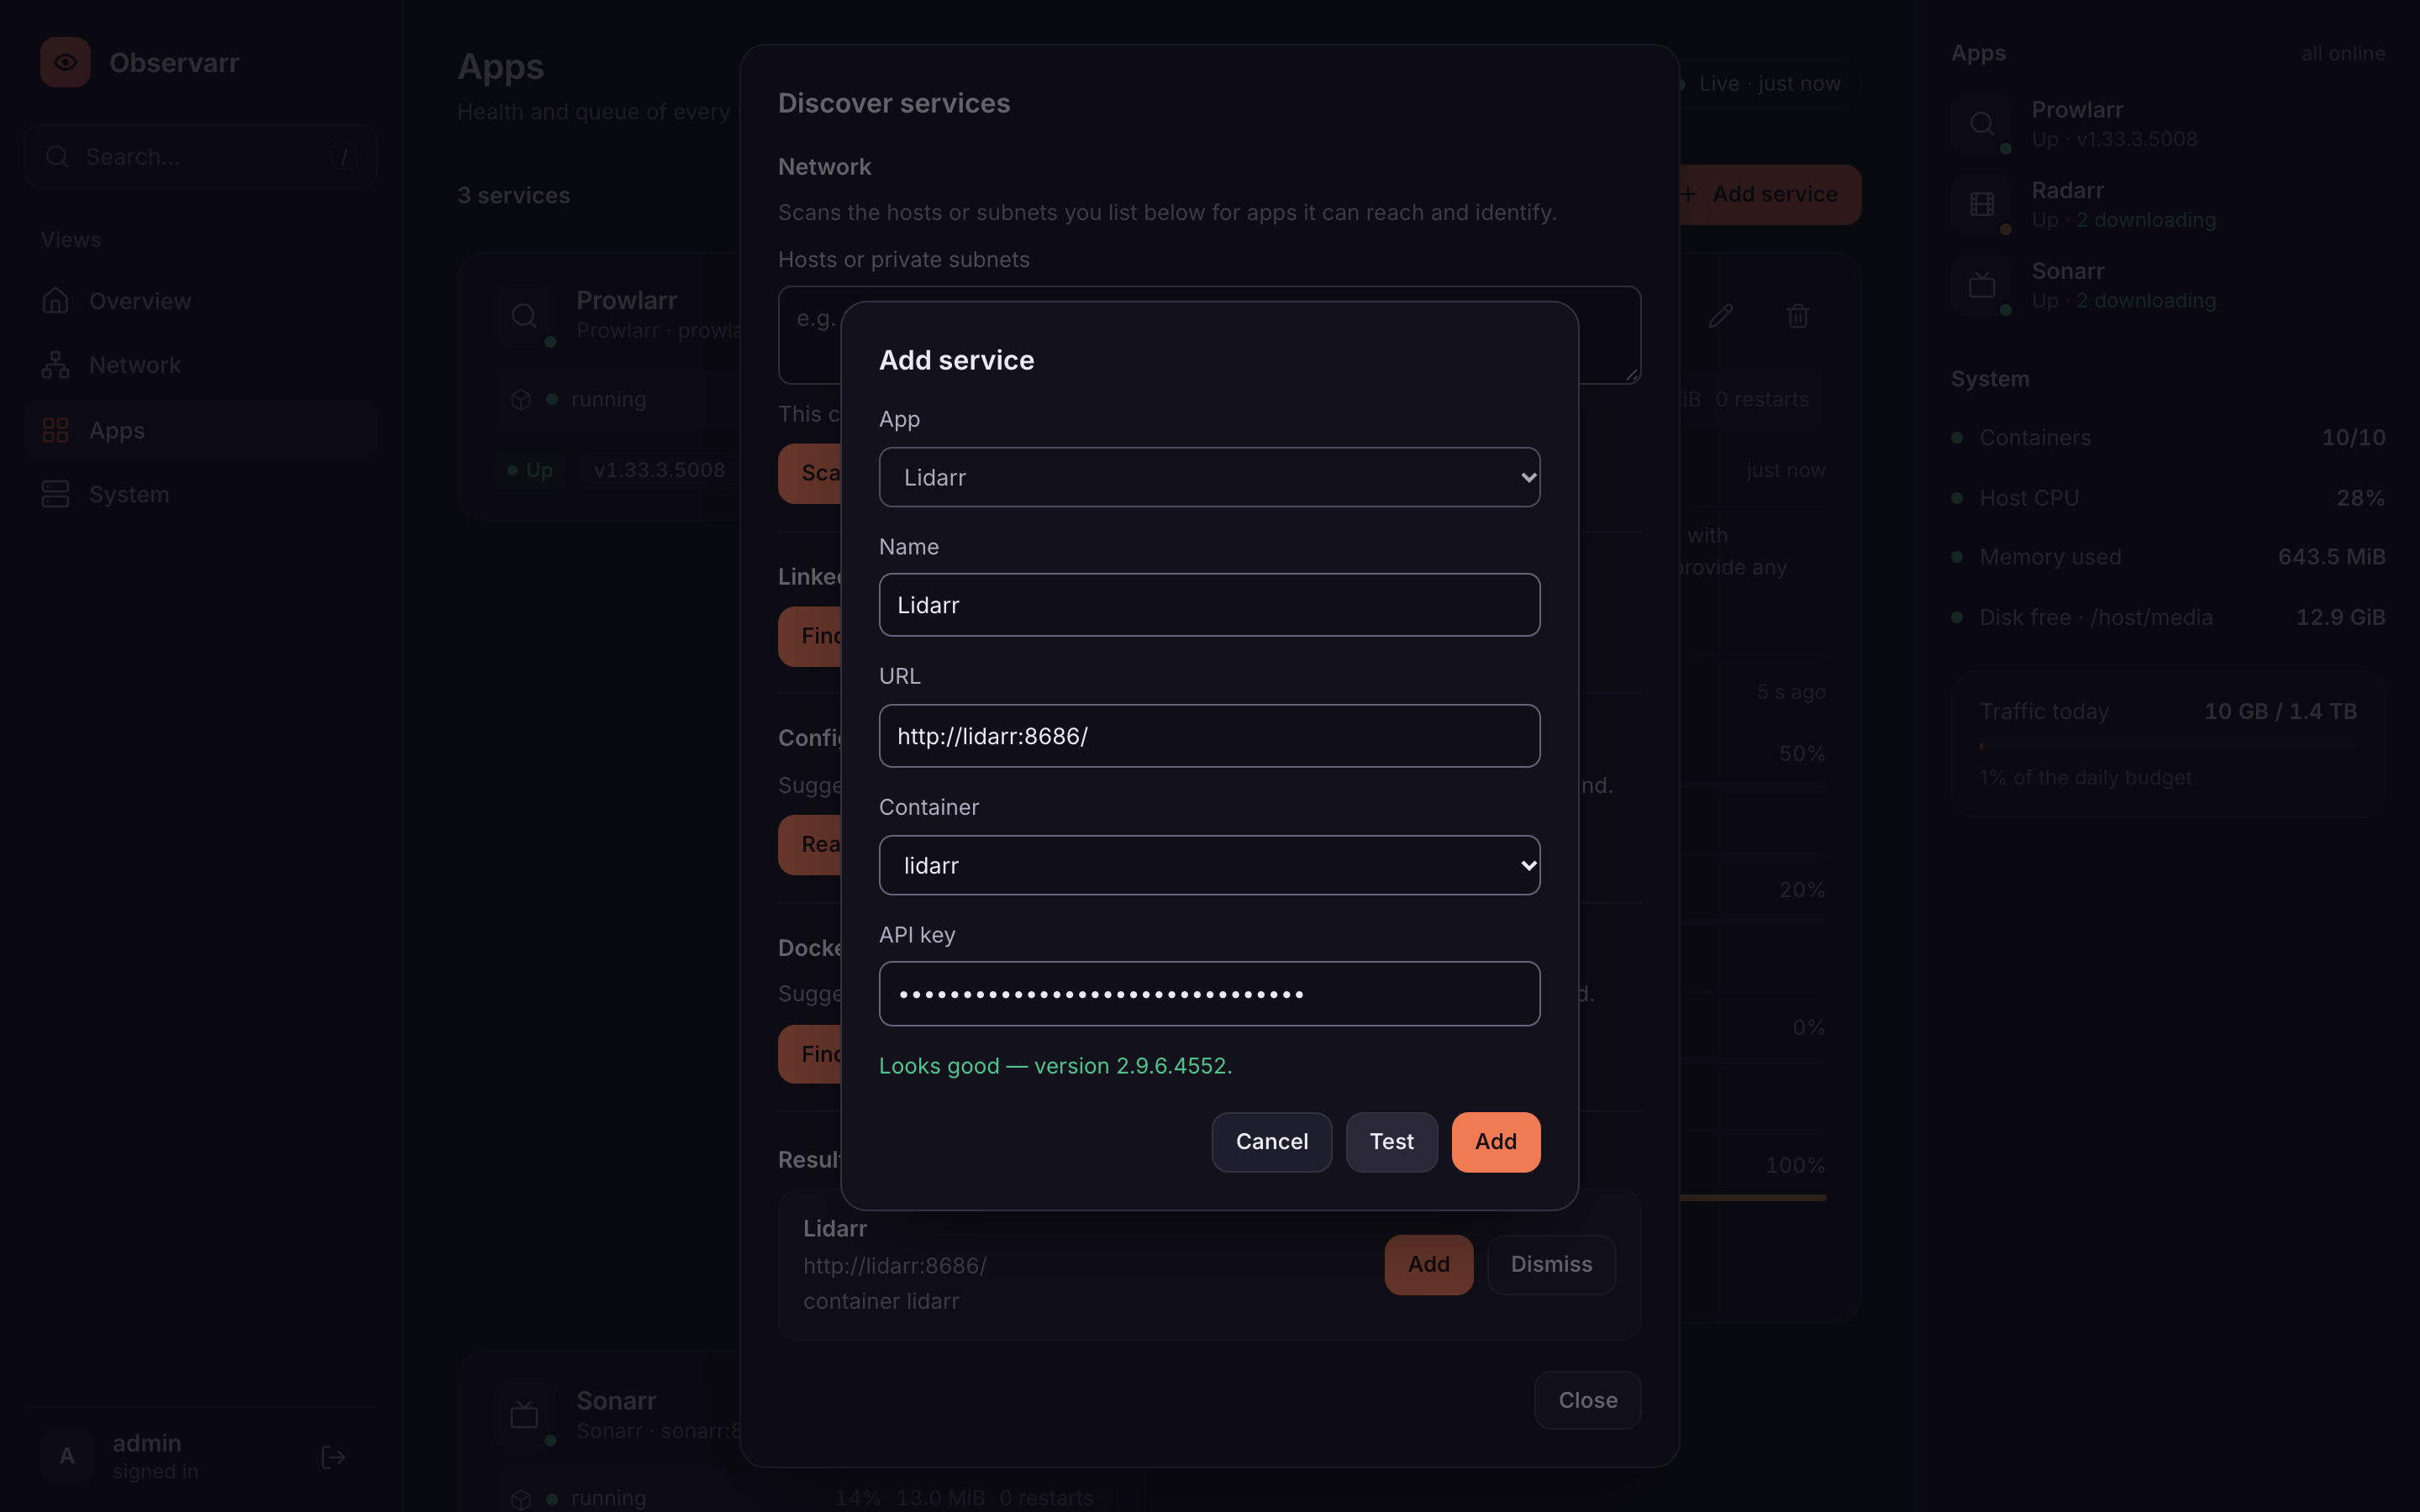 Observarr
Search...
/
Views
Overview
Network
Apps
System
A
admin
signed in
Apps
Health and queue of every
Live · just now
3 services
Add service
Prowlarr
Prowlarr ·
running
Up
v1.33.3.5008
0 restarts
just now
with
provide any
5 s ago
50%
20%
0%
100%
Sonarr
Sonarr ·
running
14%
13.0 MiB
0 restarts
Discover services
Network
Scans the hosts or subnets you list below for apps it can reach and identify.
Hosts or private subnets
e.g.
This
Lidarr
http://lidarr:8686/
container lidarr
Add
Dismiss
Close
Add service
App
Lidarr
Name
Lidarr
URL
http://lidarr:8686/
Container
lidarr
API key
••••••••••••••••••••••••••••••••
Looks good — version 2.9.6.4552.
Cancel
Test
Add
Apps
all online
Prowlarr
Up · v1.33.3.5008
Radarr
Up · 2 downloading
Sonarr
Up · 2 downloading
System
Containers
10/10
Host CPU
28%
Memory used
643.5 MiB
Disk free · /host/media
12.9 GiB
Traffic today
10 GB / 1.4 TB
1% of the daily budget